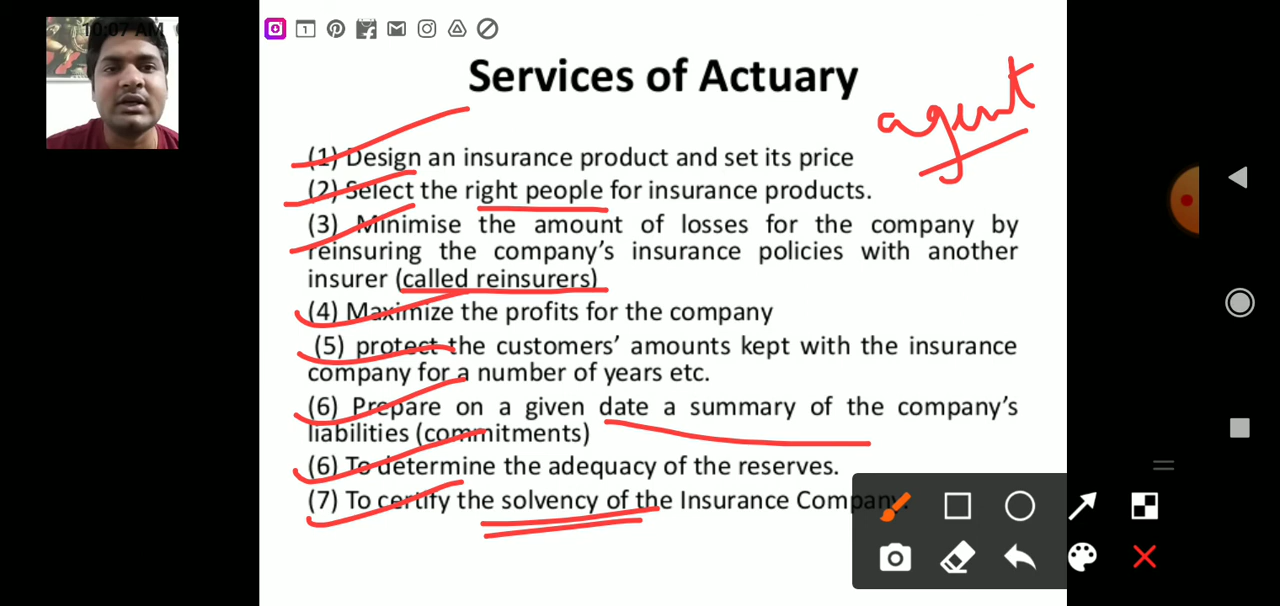 10:07 AM
1
Services of Actuary
agent
(1) Design an insurance product and set its price
(2) Select the right people for insurance products.
(3) Minimise the amount of losses for the company by
reinsuring the company's insurance policies with another
insurer (called reinsurers)
(4) Maximize the profits for the company
(5) protect the customers' amounts kept with the insurance
company for a number of years etc.
(6) Prepare on a given date a summary of the company's
liabilities (commitments)
(6) To determine the adequacy of the reserves.
(7) To certify the solvency of the Insurance Company.